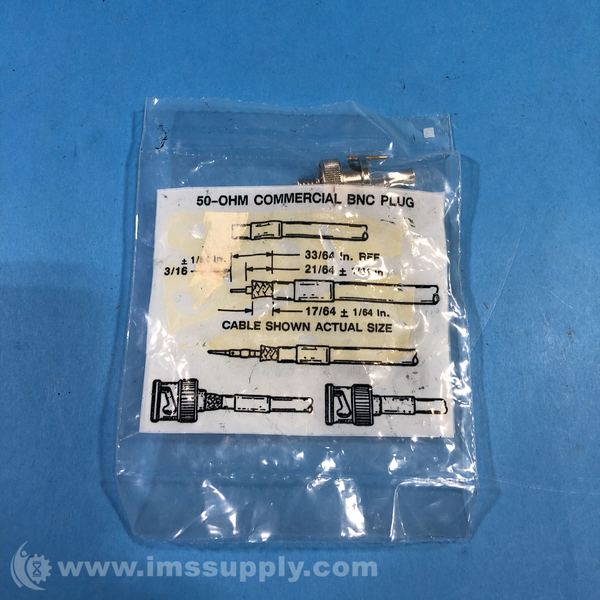 50-OHM COMMERCIAL BNC PLUG
33/64 in. REF
3/16
21/64 ±
17/64 ± 1/64 in.
CABLE SHOWN ACTUAL SIZE
www.imssupply.com